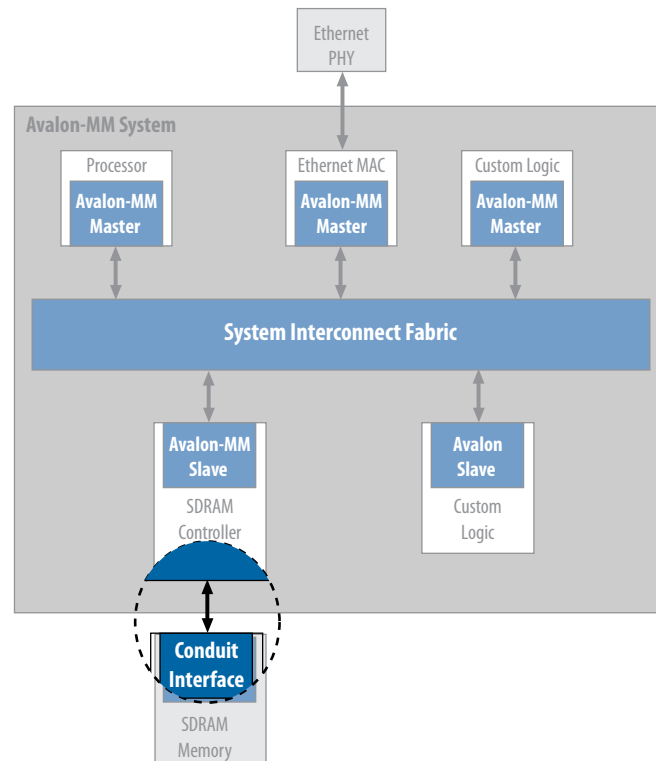 Ethernet
PHY
Avalon-MM System
Processor
Avalon-MM
Master
Ethernet MAC
Avalon-MM
Master
Custom Logic
Avalon-MM
Master
System Interconnect Fabric
Avalon-MM
Slave
SDRAM
Controller
Avalon
Slave
Custom
Logic
Conduit
Interface
SDRAM
Memory